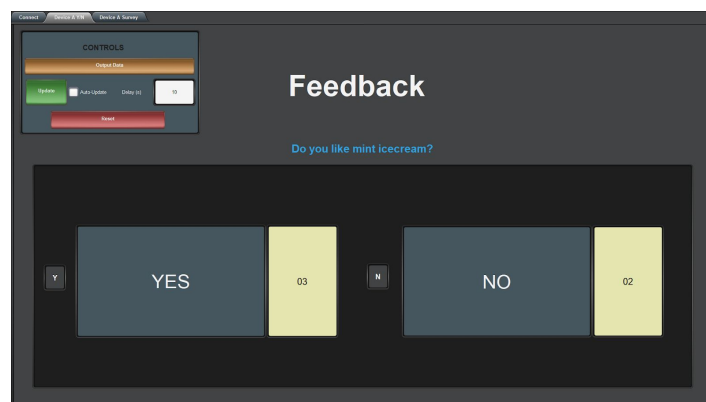 Connect Device A Y/N Device A Survey
CONTROLS
Output Data
Update Auto-Update Delay (s) 10
Reset
Feedback
Do you like mint icecream?
Y YES 03 N NO 02